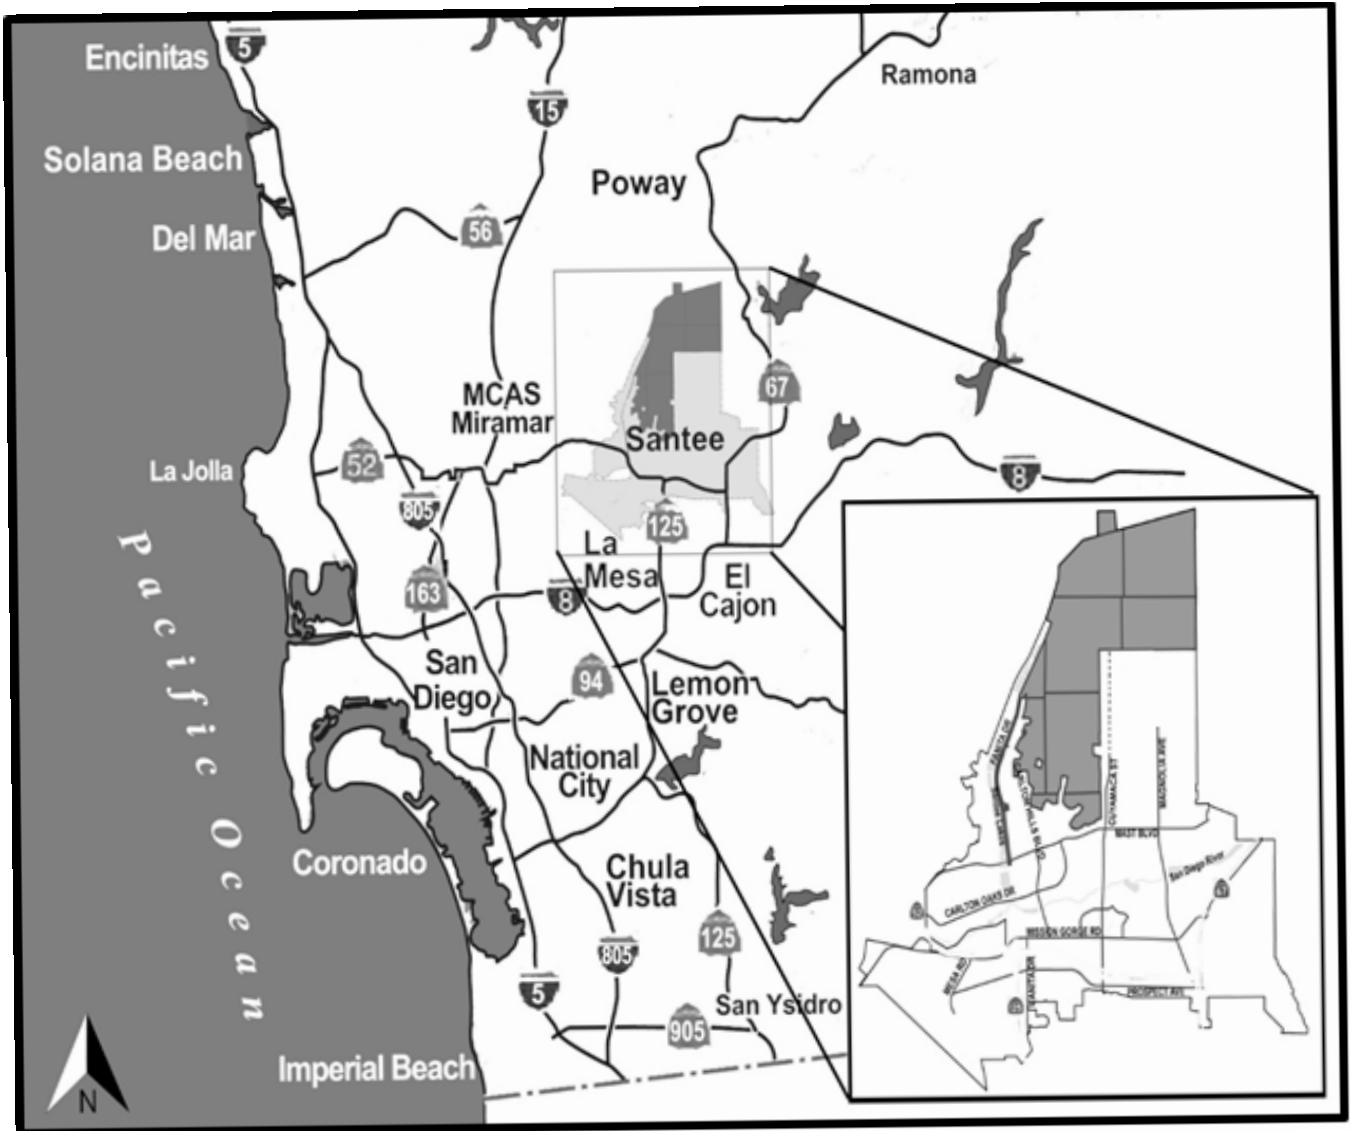 5
Encinitas
15
Ramona
Solana Beach
Poway
56
Del Mar
67
MCAS
Miramar
Santee
52
La Jolla
8
805
125
La
Mesa
El
Cajon
163
8
San
Diego
94
Lemon
Grove
National
City
Pacific Ocean
Coronado
Chula
Vista
125
805
5
San Ysidro
905
Imperial Beach
N
CUYAMACA ST
MAGNOLIA AVE
MAST BLVD
San Diego River
CARLTON OAKS DR
MISSION GORGE RD
MESA RD
PROSPECT AVE